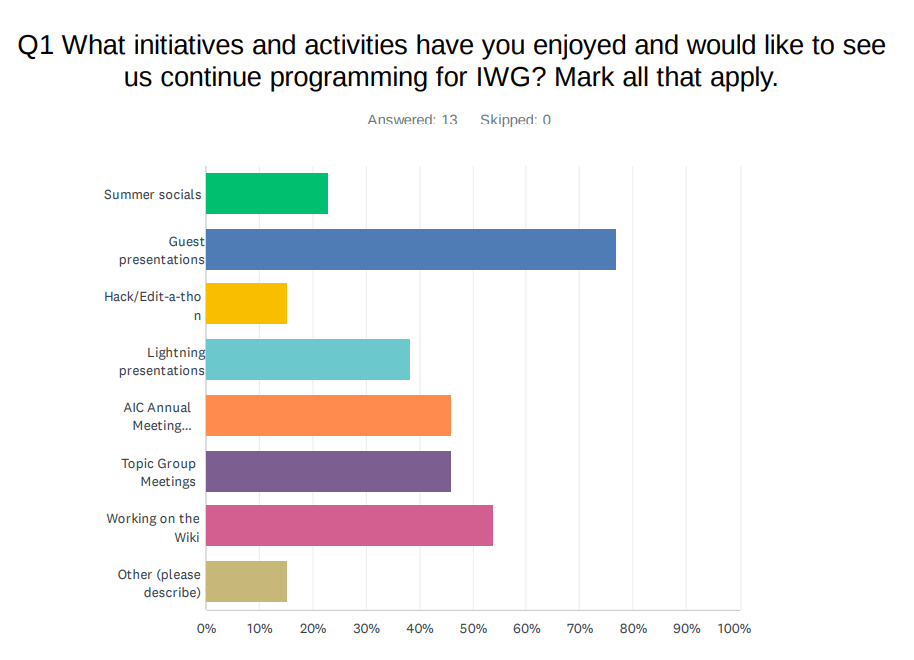 Q1 What initiatives and activities have you enjoyed and would like to see
us continue programming for IWG? Mark all that apply.
Answered: 13 Skipped: 0
Summer socials
Guest
presentations
Hack/Edit-a-tho
n
Lightning
presentations
AIC Annual
Meeting...
Topic Group
Meetings
Working on the
Wiki
Other (please
describe)
0% 10% 20% 30% 40% 50% 60% 70% 80% 90% 100%